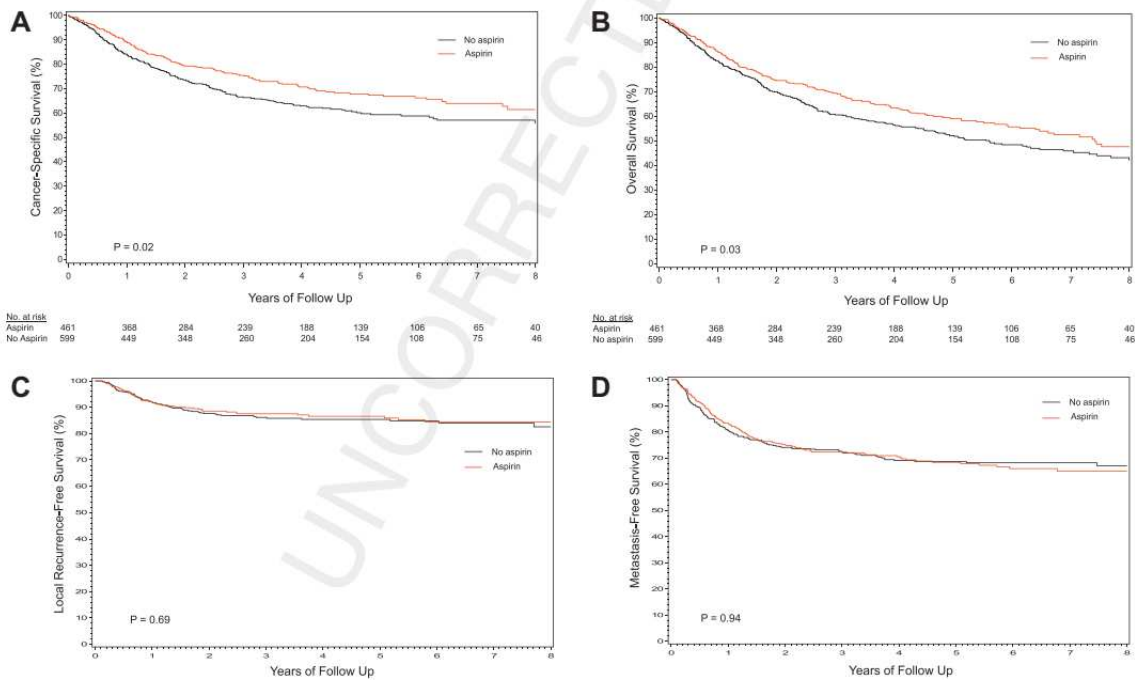 A
100
90
80
70
60
50
40
30
20
10
0
Cancer-Specific Survival (%)
No aspirin
Aspirin
P = 0.02
0 1 2 3 4 5 6 7 8
Years of Follow Up
No. at risk
Aspirin 461 368 284 239 188 139 106 65 40
No Aspirin 599 449 348 260 204 154 108 75 46
B
100
90
80
70
60
50
40
30
20
10
0
Overall Survival (%)
No aspirin
Aspirin
P = 0.03
0 1 2 3 4 5 6 7 8
Years of Follow Up
No. at risk
Aspirin 461 368 284 239 188 139 106 65 40
No aspirin 599 449 348 260 204 154 108 75 46
C
100
90
80
70
60
50
40
30
20
10
0
Local Recurrence-Free Survival (%)
No aspirin
Aspirin
P = 0.69
0 1 2 3 4 5 6 7 8
Years of Follow Up
D
100
90
80
70
60
50
40
30
20
10
0
Metastasis-Free Survival (%)
No aspirin
Aspirin
P = 0.94
0 1 2 3 4 5 6 7 8
Years of Follow Up
UNCORRECTE